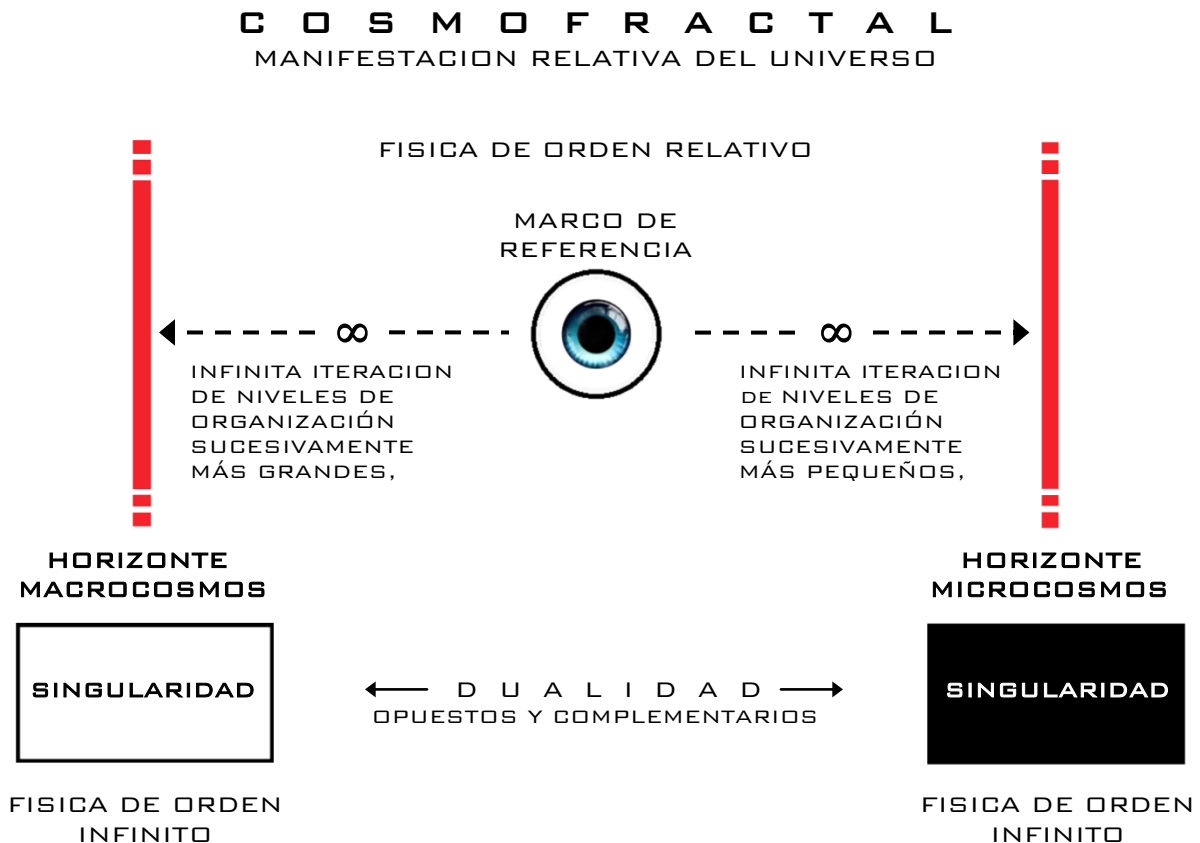 COSMOFRACTAL
MANIFESTACION RELATIVA DEL UNIVERSO
FISICA DE ORDEN RELATIVO
MARCO DE
REFERENCIA
∞
INFINITA ITERACION
DE NIVELES DE
ORGANIZACIÓN
SUCESIVAMENTE
MÁS GRANDES,
∞
INFINITA ITERACION
DE NIVELES DE
ORGANIZACIÓN
SUCESIVAMENTE
MÁS PEQUEÑOS,
HORIZONTE
MACROCOSMOS
HORIZONTE
MICROCOSMOS
SINGULARIDAD
DUALIDAD
OPUESTOS Y COMPLEMENTARIOS
SINGULARIDAD
FISICA DE ORDEN
INFINITO
FISICA DE ORDEN
INFINITO